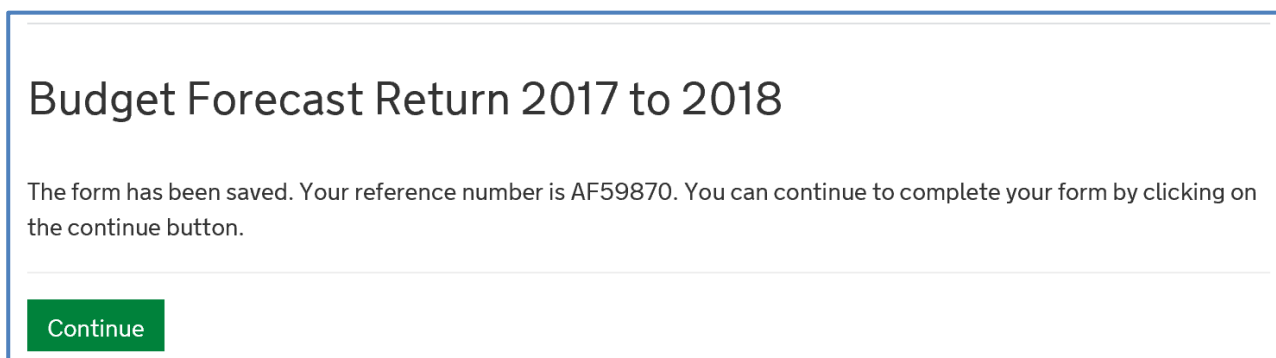 Budget Forecast Return 2017 to 2018
The form has been saved. Your reference number is AF59870. You can continue to complete your form by clicking on
the continue button.
Continue